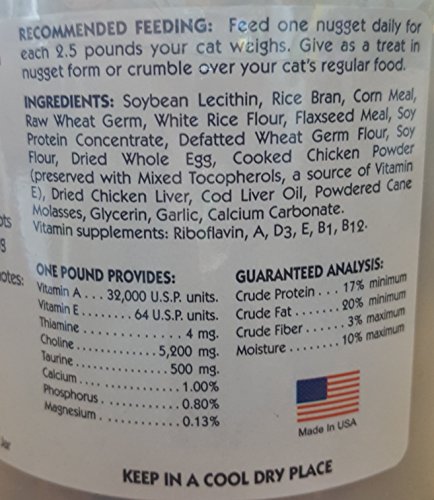 RECOMMENDED FEEDING: Feed one nugget daily for
each 2.5 pounds your cat weighs. Give as a treat in
nugget form or crumble over your cat's regular food.
INGREDIENTS: Soybean Lecithin, Rice Bran, Corn Meal,
Raw Wheat Germ, White Rice Flour, Flaxseed Meal, Soy
Protein Concentrate, Defatted Wheat Germ Flour, Soy
Flour, Dried Whole Egg, Cooked Chicken Powder
(preserved with Mixed Tocopherols, a source of Vitamin
E), Dried Chicken Liver, Cod Liver Oil, Powdered Cane
Molasses, Glycerin, Garlic, Calcium Carbonate.
Vitamin supplements: Riboflavin, A, D3, E, B1, B12.
ONE POUND PROVIDES:
Vitamin A . . . 32,000 U.S.P. units.
Vitamin E . . . . . . . . 64 U.S.P. units.
Thiamine . . . . . . . . . . . . . . . . 4 mg.
Choline . . . . . . . . . . . . . 5,200 mg.
Taurine . . . . . . . . . . . . . . . 500 mg.
Calcium . . . . . . . . . . . . . . . . 1.00%
Phosphorus . . . . . . . . . . . . 0.80%
Magnesium . . . . . . . . . . . . 0.13%
GUARANTEED ANALYSIS:
Crude Protein . . . 17% minimum
Crude Fat . . . . . . . 20% minimum
Crude Fiber . . . . . . 3% maximum
Moisture . . . . . . . . 10% maximum
Made In USA
KEEP IN A COOL DRY PLACE